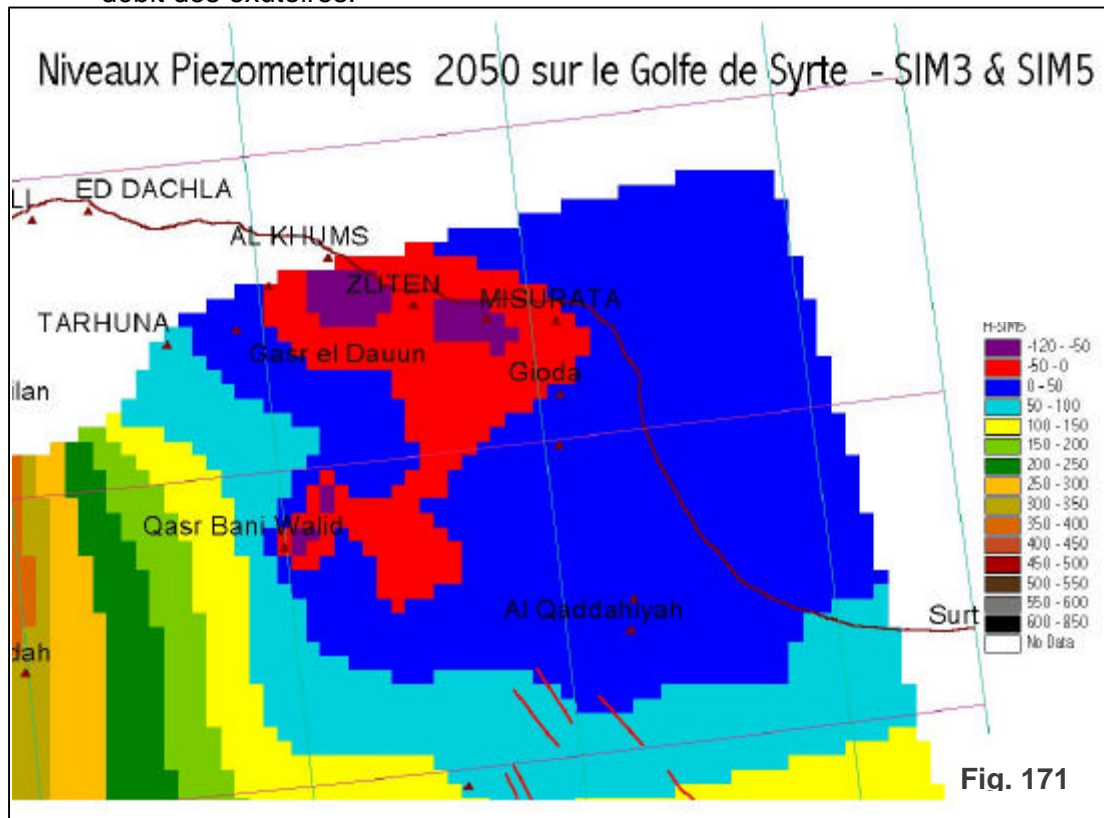 Niveaux Piezometriques 2050 sur le Golfe de Syrte - SIM3 & SIM5
ED DACHLA
AL KHUMS
ZLITEN
MISURATA
TARHUNA
Gasr el Dauun
Gioda
ilan
Qasr Bani Walid
Al Qaddahiyah
Surt
dah
H-SIM5
-120 - -50
-50 - 0
0 - 50
50 - 100
100 - 150
150 - 200
200 - 250
250 - 300
300 - 350
350 - 400
400 - 450
450 - 500
500 - 550
550 - 600
600 - 850
No Data
Fig. 171